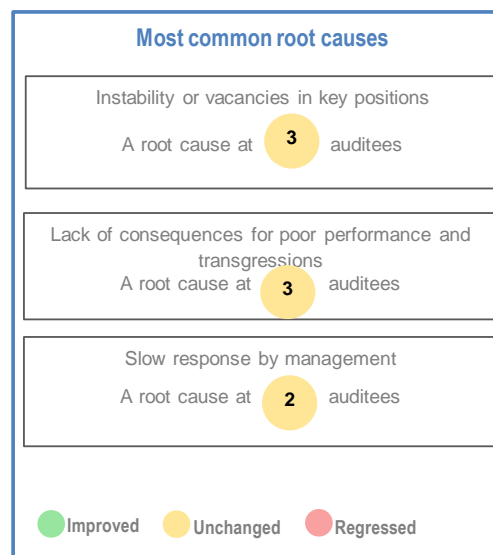 Most common root causes
Instability or vacancies in key positions
A root cause at 3 auditees
Lack of consequences for poor performance and
transgressions
A root cause at 3 auditees
Slow response by management
A root cause at 2 auditees
Improved Unchanged Regressed